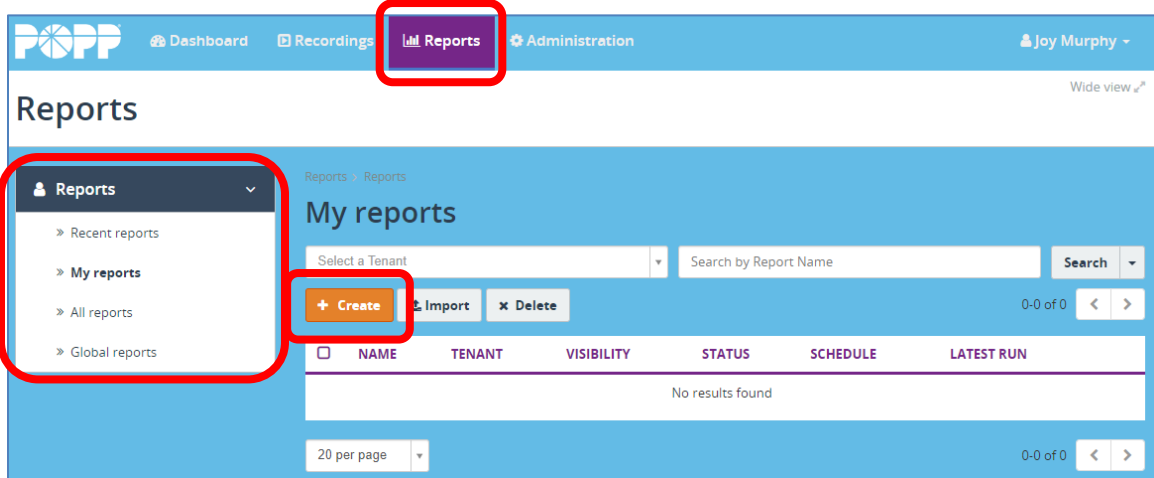 POPP Dashboard Recordings Reports Administration Joy Murphy
Wide view
Reports
Reports
Recent reports
My reports
All reports
Global reports
Reports > Reports
My reports
Select a Tenant Search by Report Name Search
+ Create Import × Delete 0-0 of 0 < >
NAME TENANT VISIBILITY STATUS SCHEDULE LATEST RUN
No results found
20 per page 0-0 of 0 < >